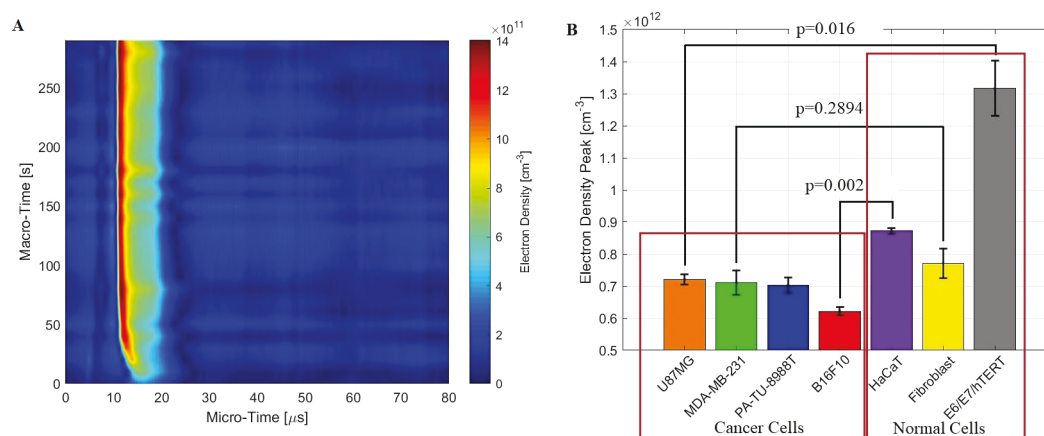 A
Macro-Time [s]
250
200
150
100
50
0
0 10 20 30 40 50 60 70 80
Micro-Time [μs]
×10¹¹
14
12
10
8
6
4
2
0
Electron Density [cm⁻³]
B
×10¹²
Electron Density Peak [cm⁻³]
1.5
1.4
1.3
1.2
1.1
1
0.9
0.8
0.7
0.6
0.5
p=0.016
p=0.2894
p=0.002
U87MG
MDA-MB-231
PA-TU-8988T
B16F10
HaCaT
Fibroblast
E6/E7/hTERT
Cancer Cells
Normal Cells